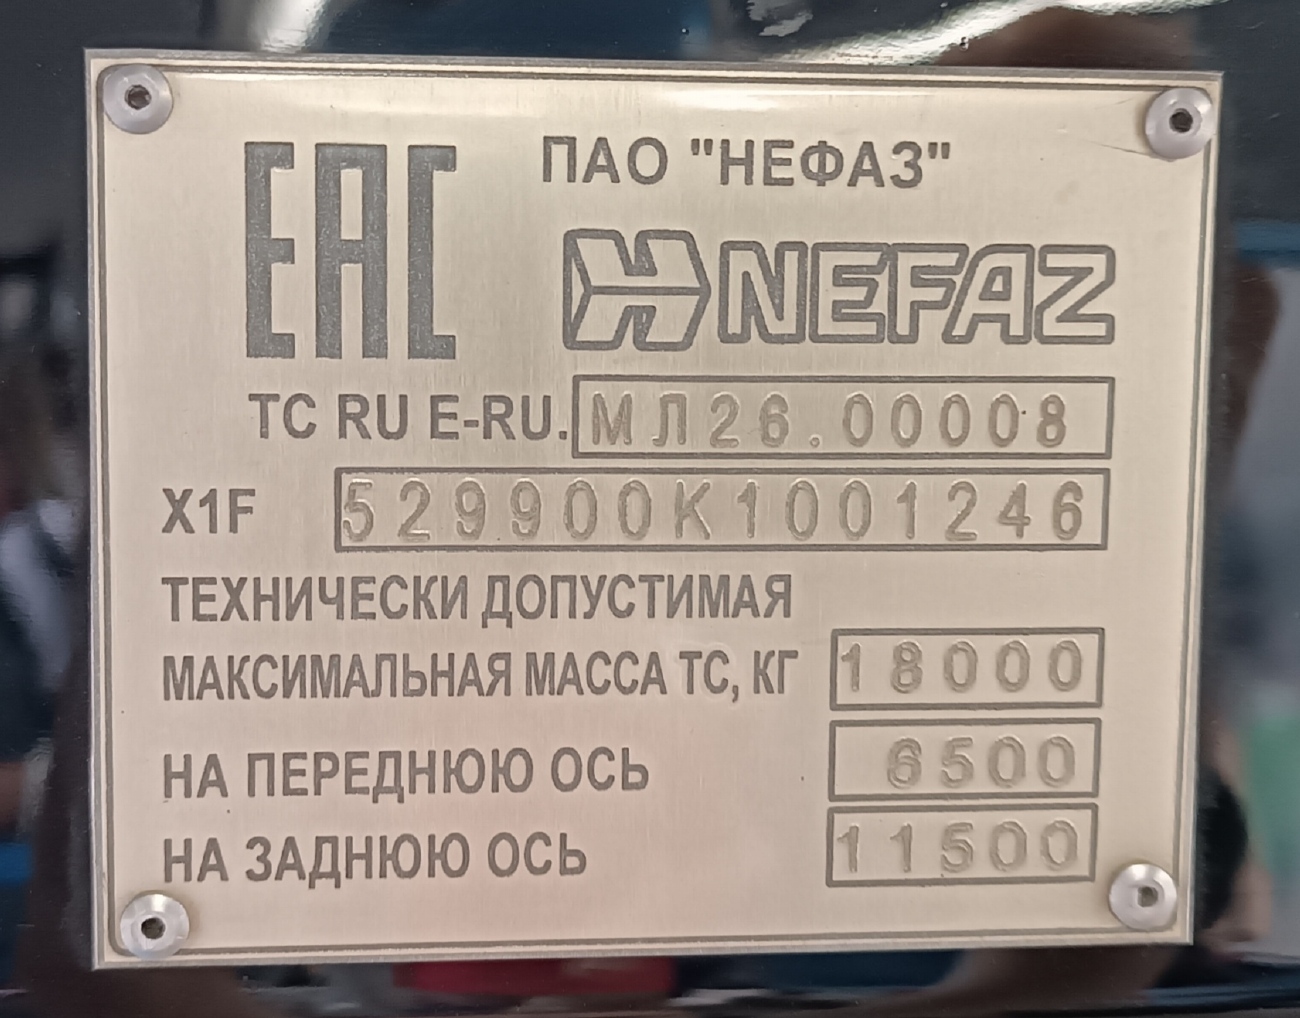 ЕАС
ПАО "НЕФАЗ"
NEFAZ
ТС RU E-RU.МЛ26.00008
X1F 529900K1001246
ТЕХНИЧЕСКИ ДОПУСТИМАЯ
МАКСИМАЛЬНАЯ МАССА ТС, КГ 18000
НА ПЕРЕДНЮЮ ОСЬ 6500
НА ЗАДНЮЮ ОСЬ 11500